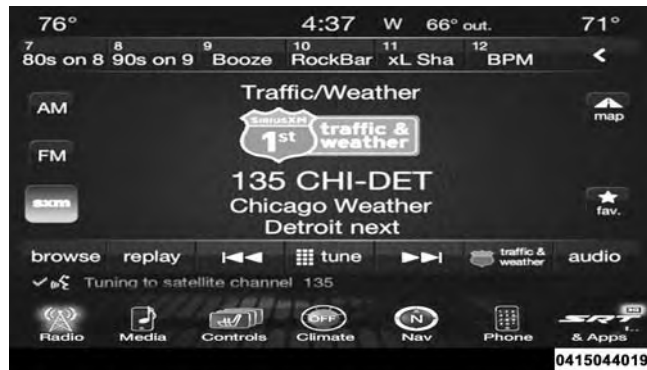 76° 4:37 W 66° out. 71°
7 8 9 10 11 12
80s on 8 90s on 9 Booze RockBar xL Sha BPM
Traffic/Weather
AM
map
SiriusXM
1st traffic &
weather
FM
135 CHI-DET
sxm
Chicago Weather
fav.
Detroit next
browse replay tune traffic &
weather audio
Tuning to satellite channel 135
OFF N SRT
Radio Media Controls Climate Nav Phone & Apps
0415044019